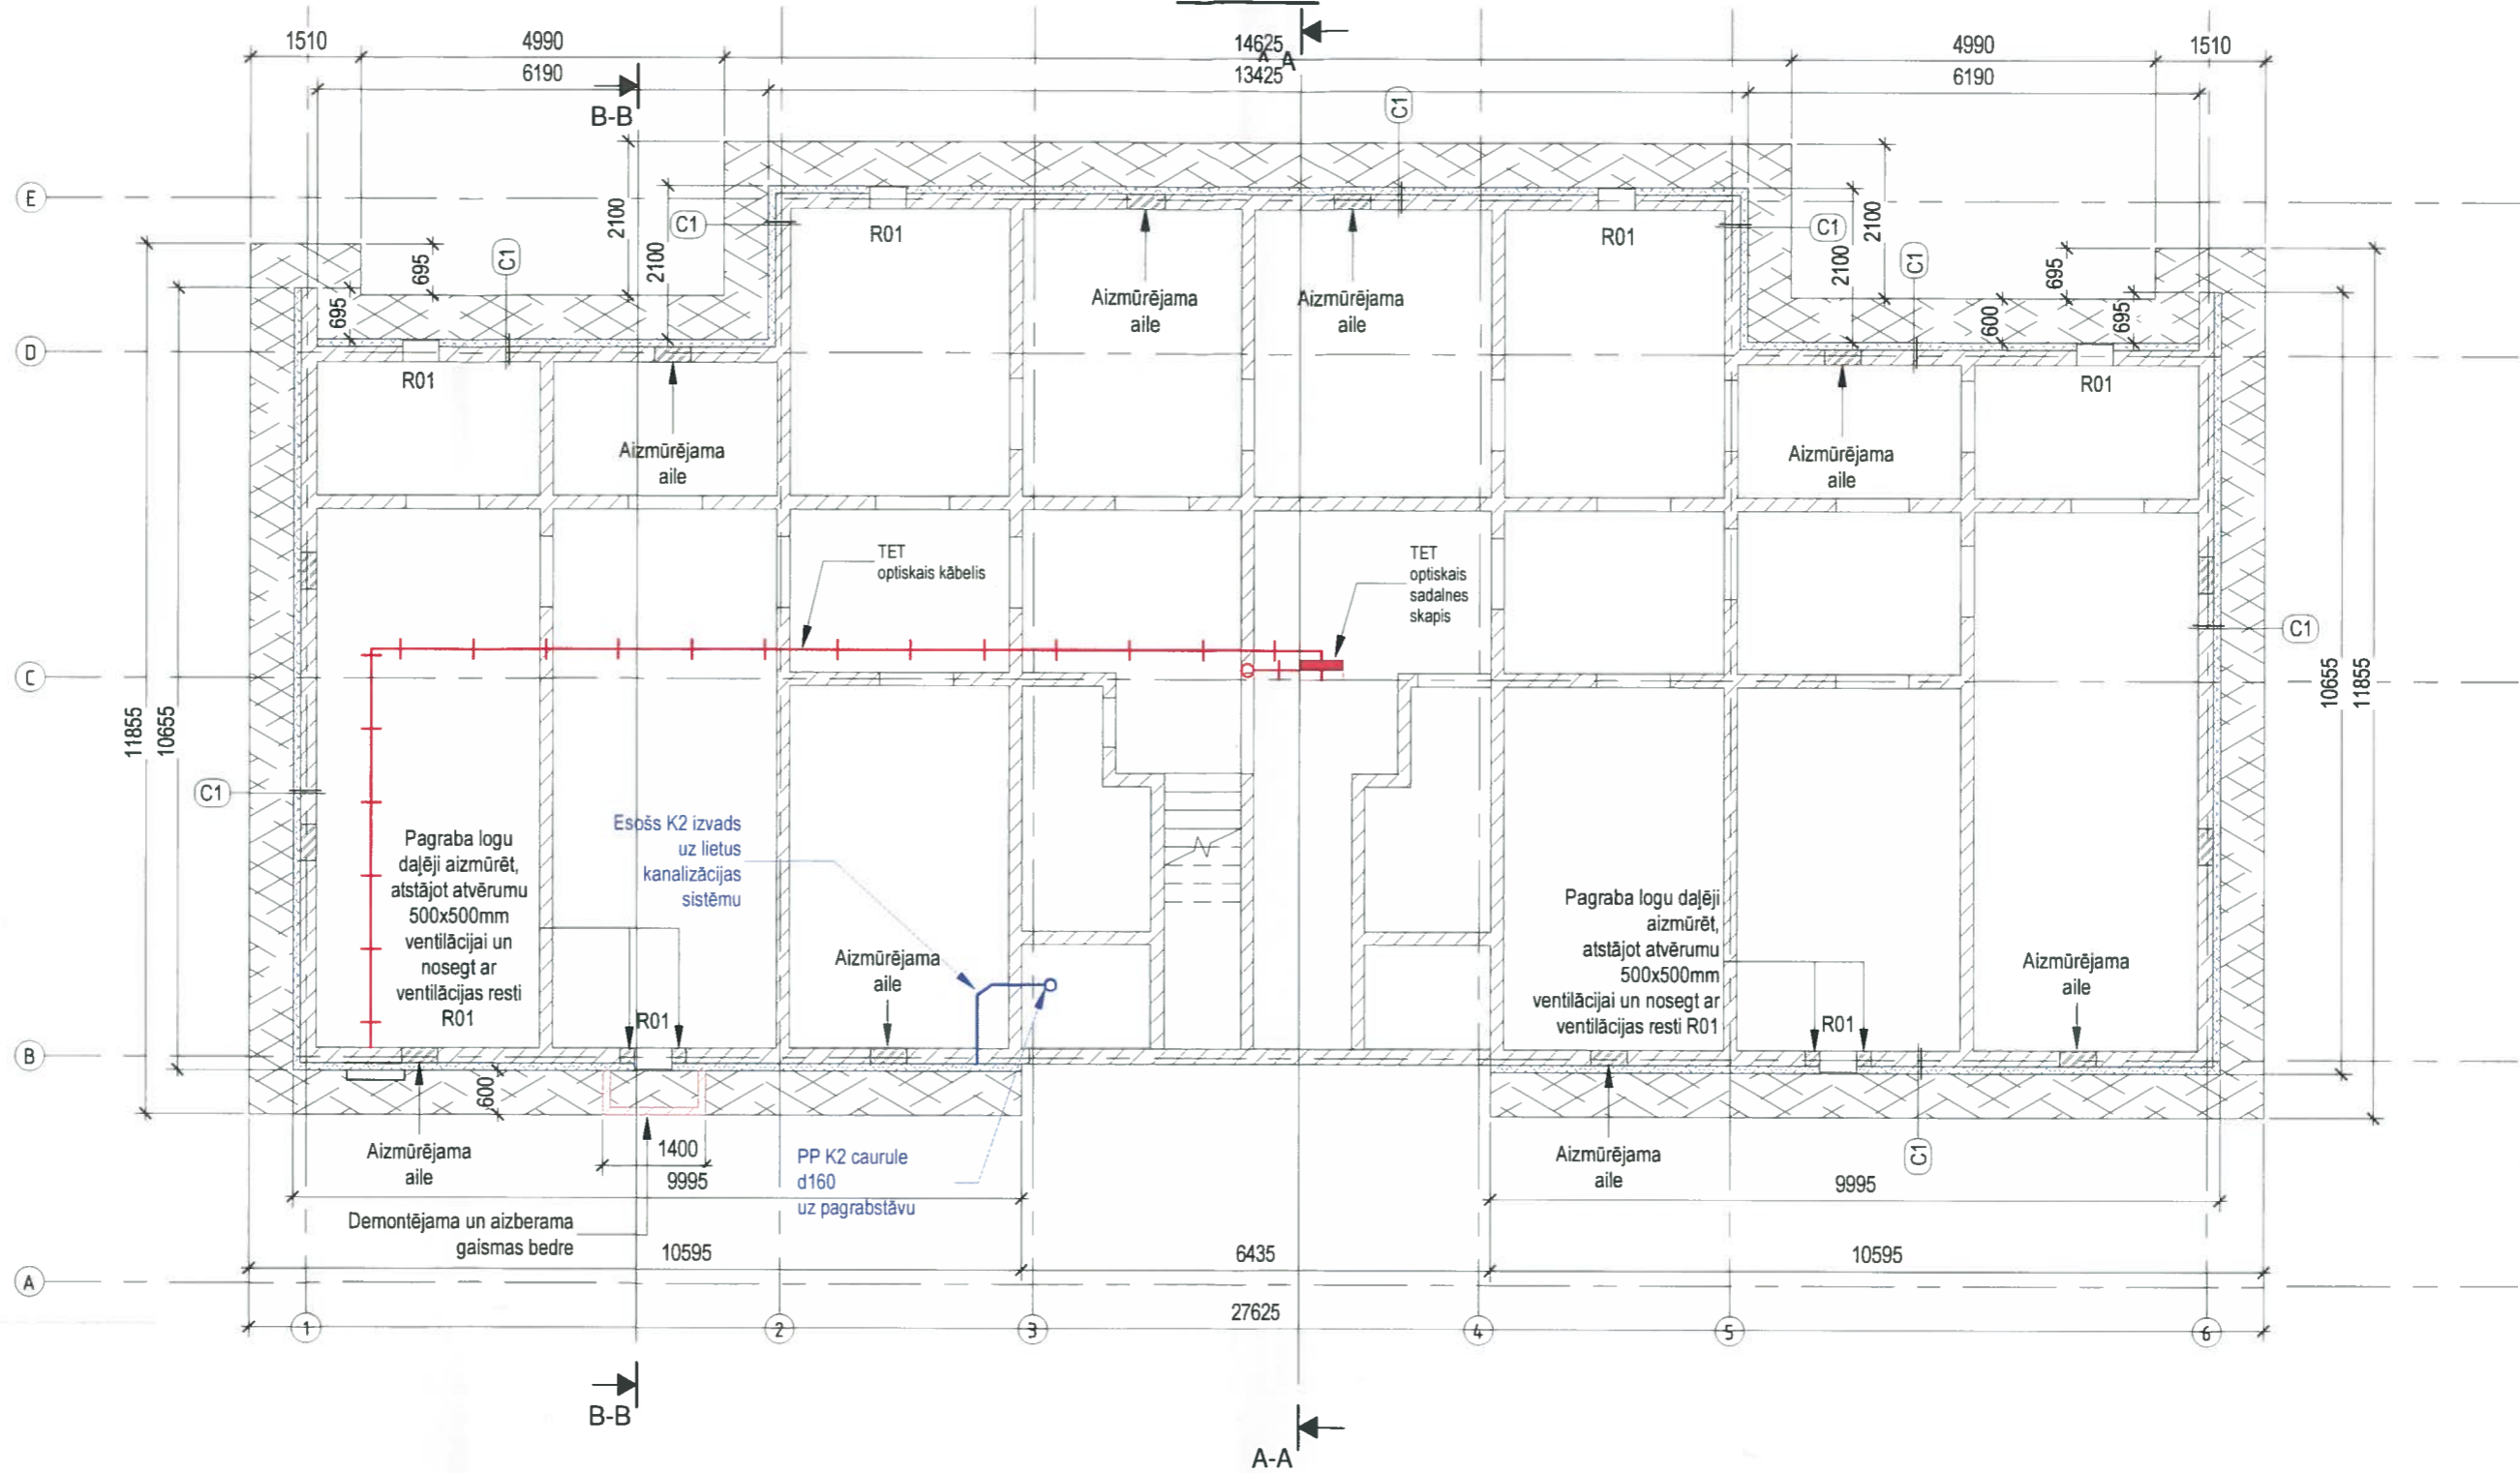 1510
4990
14625
4990
1510
6190
A-A
13425
6190
B-B
C1
E
2100
2100
C1
R01
R01
C1
2100
2100
C1
695
695
C1
695
600
695
Aizmūrējama
aile
Aizmūrējama
aile
D
R01
R01
Aizmūrējama
aile
Aizmūrējama
aile
TET
optiskais kābelis
TET
optiskais
sadalnes
skapis
C1
C
11855
10655
10655
11855
C1
Pagraba logu
daļēji aizmūrēt,
atstājot atvērumu
500x500mm
ventilācijai un
nosegt ar
ventilācijas resti
R01
Esošs K2 izvads
uz lietus
kanalizācijas
sistēmu
Pagraba logu daļēji
aizmūrēt,
atstājot atvērumu
500x500mm
ventilācijai un nosegt ar
ventilācijas resti R01
Aizmūrējama
aile
Aizmūrējama
aile
R01
R01
B
600
Aizmūrējama
aile
1400
9995
PP K2 caurule
d160
uz pagrabstāvu
Aizmūrējama
aile
C1
9995
Demontējama un aizberama
gaismas bedre
10595
6435
10595
A
27625
1
2
3
4
5
6
B-B
A-A